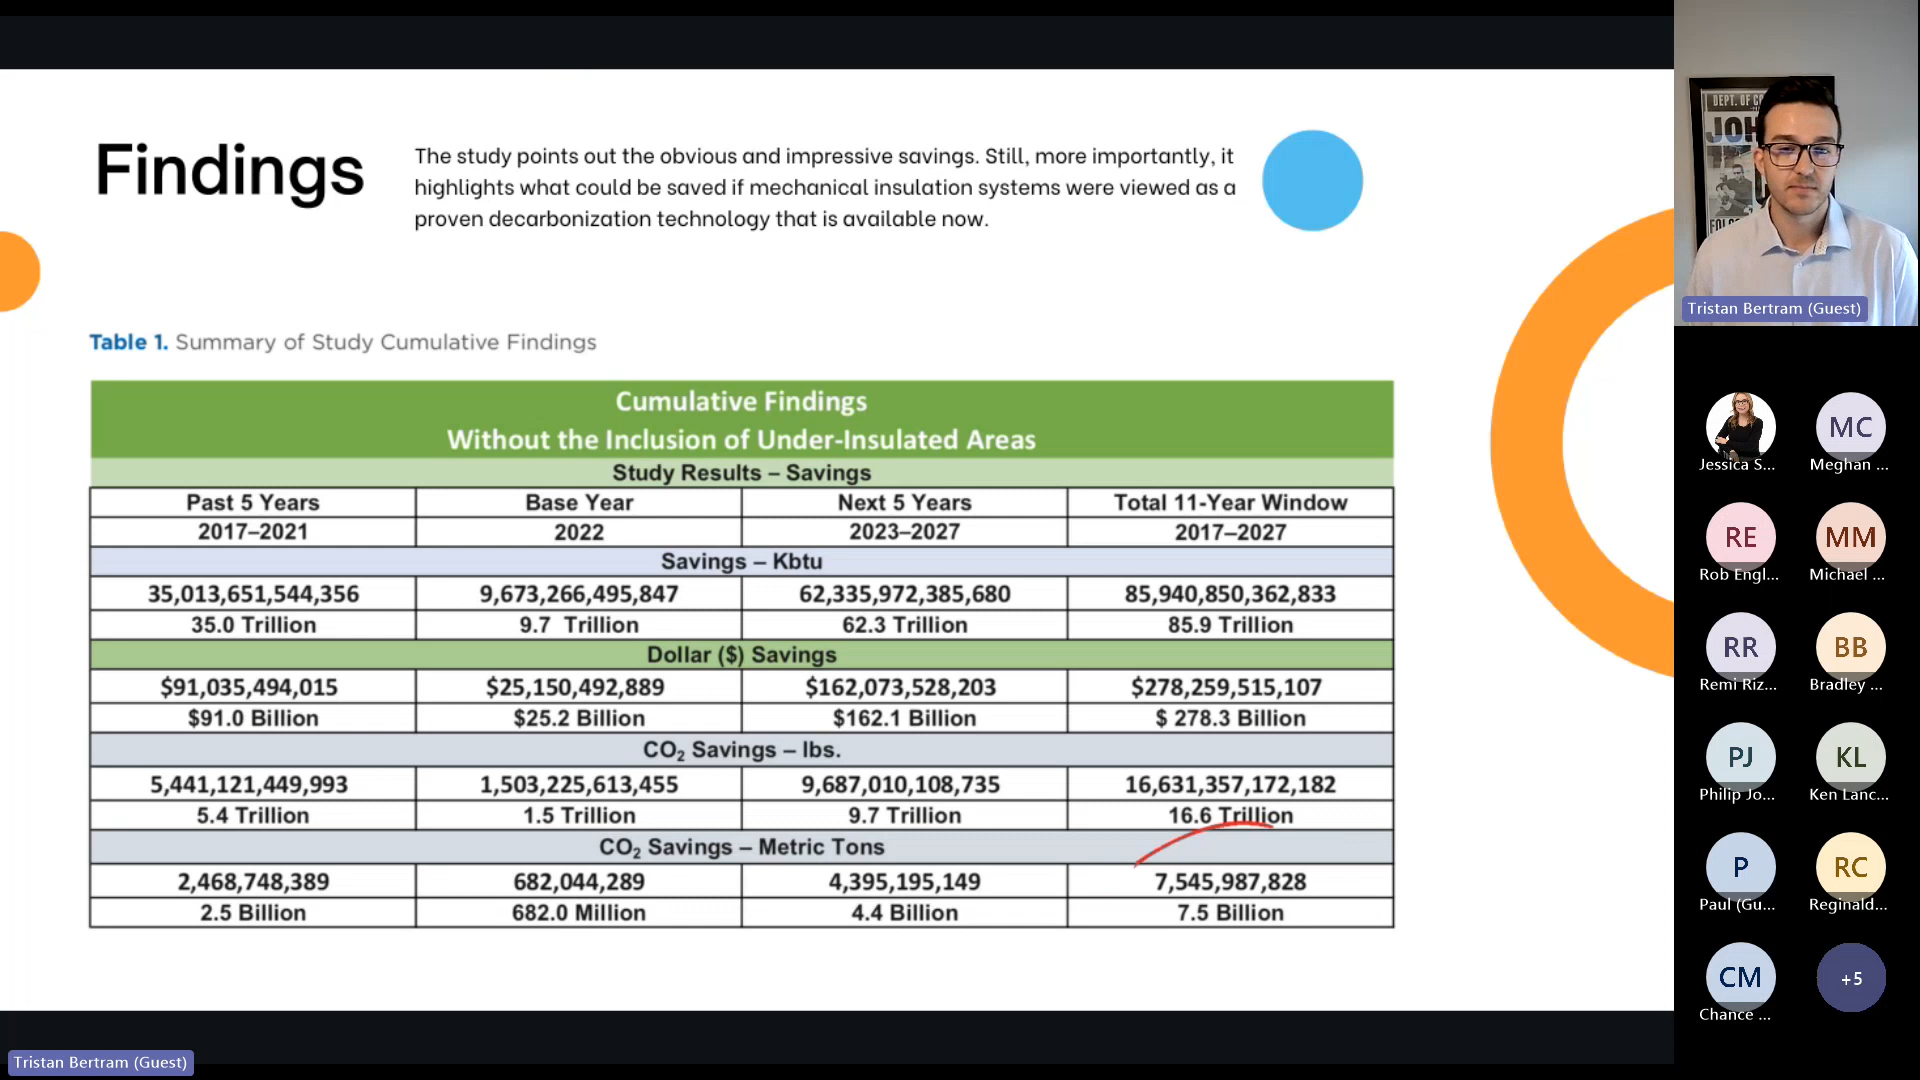 Findings
The study points out the obvious and impressive savings. Still, more importantly, it
highlights what could be saved if mechanical insulation systems were viewed as a
proven decarbonization technology that is available now.
Table 1. Summary of Study Cumulative Findings
Cumulative Findings
Without the Inclusion of Under-Insulated Areas
Study Results – Savings
Past 5 Years Base Year Next 5 Years Total 11-Year Window
2017–2021 2022 2023–2027 2017–2027
Savings – Kbtu
35,013,651,544,356 9,673,266,495,847 62,335,972,385,680 85,940,850,362,833
35.0 Trillion 9.7 Trillion 62.3 Trillion 85.9 Trillion
Dollar ($) Savings
$91,035,494,015 $25,150,492,889 $162,073,528,203 $278,259,515,107
$91.0 Billion $25.2 Billion $162.1 Billion $ 278.3 Billion
CO₂ Savings – lbs.
5,441,121,449,993 1,503,225,613,455 9,687,010,108,735 16,631,357,172,182
5.4 Trillion 1.5 Trillion 9.7 Trillion 16.6 Trillion
CO₂ Savings – Metric Tons
2,468,748,389 682,044,289 4,395,195,149 7,545,987,828
2.5 Billion 682.0 Million 4.4 Billion 7.5 Billion
Tristan Bertram (Guest)
DEPT. OF
JOH
Tristan Bertram (Guest)
Jessica S...
MC
Meghan ...
RE
Rob Engl...
MM
Michael ...
RR
Remi Riz...
BB
Bradley ...
PJ
Philip Jo...
KL
Ken Lanc...
P
Paul (Gu...
RC
Reginald...
CM
Chance ...
+5